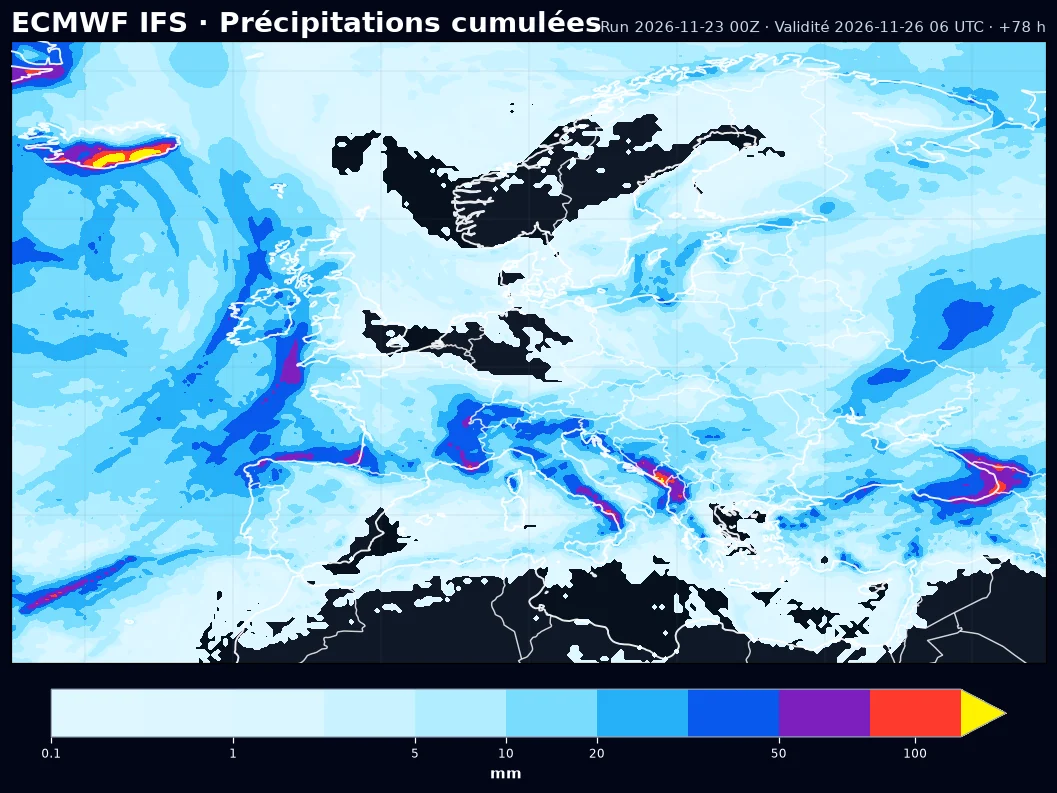 ECMWF IFS · Précipitations cumulées
Run 2026-11-23 00Z · Validité 2026-11-26 06 UTC · +78 h
0.1 1 5 10 20 50 100
mm